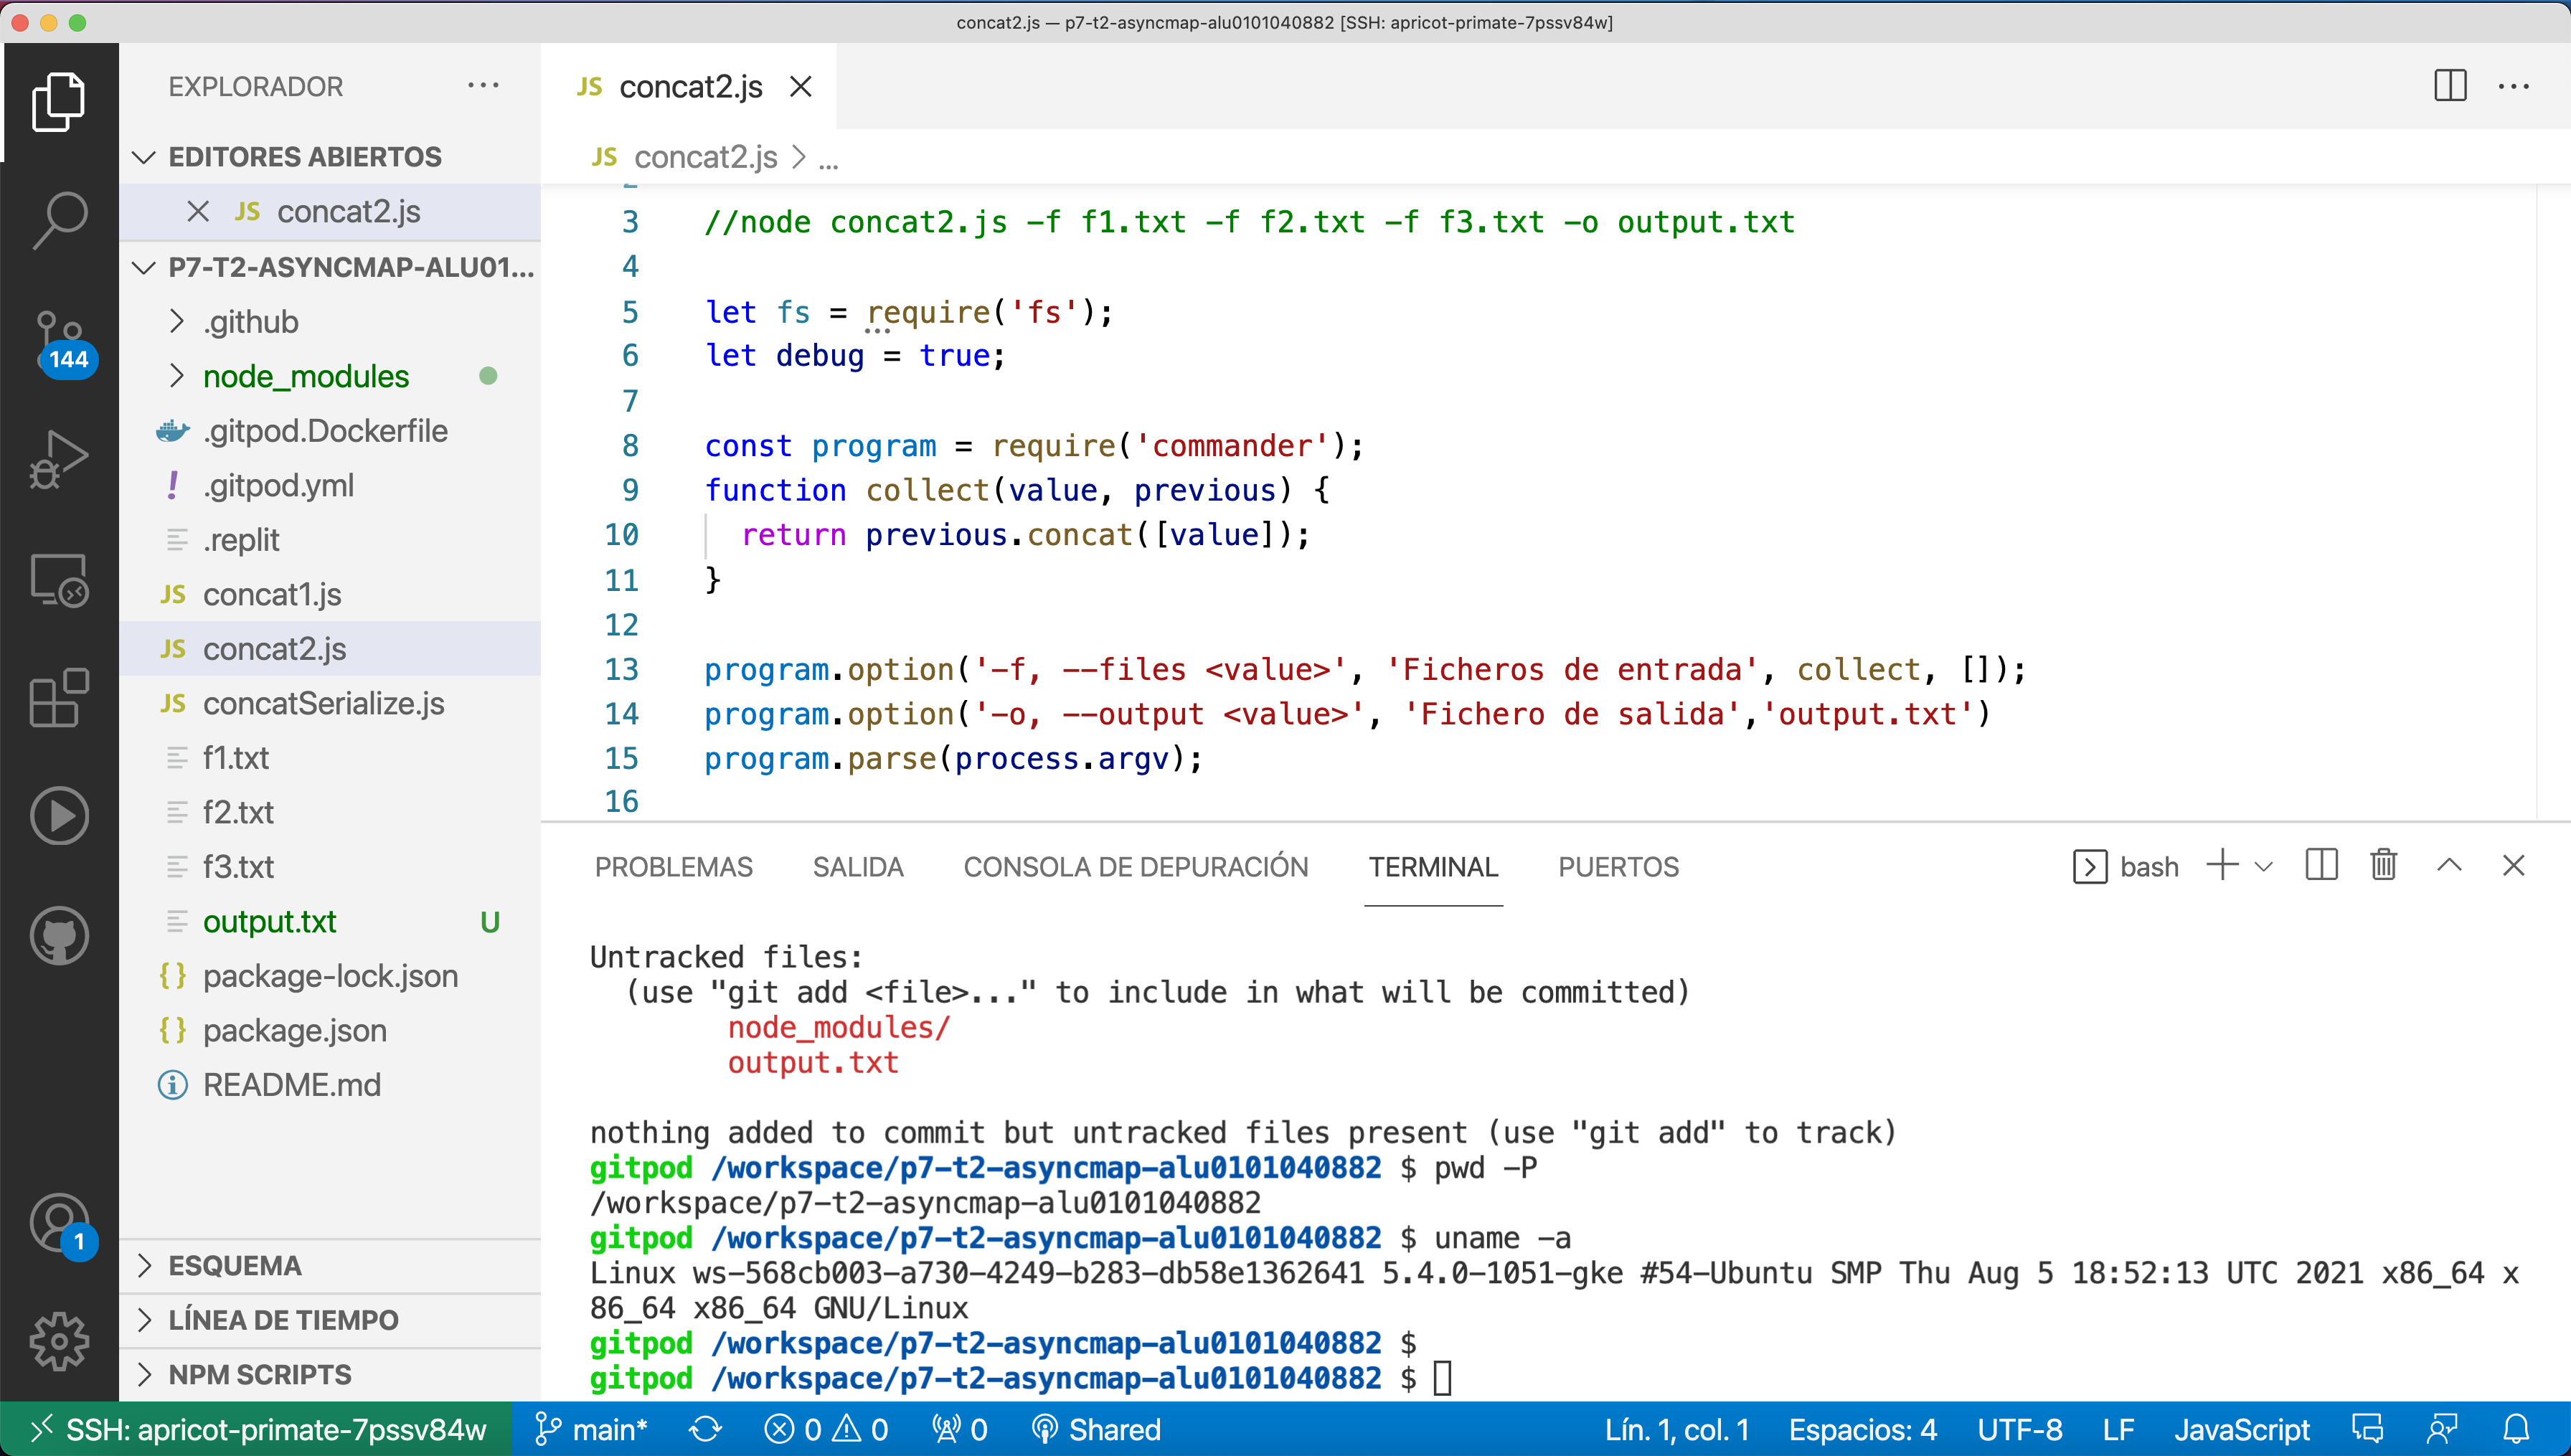 concat2.js — p7-t2-asyncmap-alu0101040882 [SSH: apricot-primate-7pssv84w]
EXPLORADOR
EDITORES ABIERTOS
JS concat2.js
P7-T2-ASYNCMAP-ALU01...
.github
node_modules
.gitpod.Dockerfile
! .gitpod.yml
.replit
JS concat1.js
JS concat2.js
JS concatSerialize.js
f1.txt
f2.txt
f3.txt
output.txt U
{} package-lock.json
{} package.json
README.md
ESQUEMA
LÍNEA DE TIEMPO
NPM SCRIPTS
144
1
JS concat2.js
JS concat2.js > ...
3 //node concat2.js -f f1.txt -f f2.txt -f f3.txt -o output.txt
4
5 let fs = require('fs');
6 let debug = true;
7
8 const program = require('commander');
9 function collect(value, previous) {
10 return previous.concat([value]);
11 }
12
13 program.option('-f, --files <value>', 'Ficheros de entrada', collect, []);
14 program.option('-o, --output <value>', 'Fichero de salida','output.txt')
15 program.parse(process.argv);
16
PROBLEMAS SALIDA CONSOLA DE DEPURACIÓN TERMINAL PUERTOS bash
Untracked files:
(use "git add <file>..." to include in what will be committed)
node_modules/
output.txt
nothing added to commit but untracked files present (use "git add" to track)
gitpod /workspace/p7-t2-asyncmap-alu0101040882 $ pwd -P
/workspace/p7-t2-asyncmap-alu0101040882
gitpod /workspace/p7-t2-asyncmap-alu0101040882 $ uname -a
Linux ws-568cb003-a730-4249-b283-db58e1362641 5.4.0-1051-gke #54-Ubuntu SMP Thu Aug 5 18:52:13 UTC 2021 x86_64 x
86_64 x86_64 GNU/Linux
gitpod /workspace/p7-t2-asyncmap-alu0101040882 $
gitpod /workspace/p7-t2-asyncmap-alu0101040882 $
SSH: apricot-primate-7pssv84w main* 0 0 0 Shared Lín. 1, col. 1 Espacios: 4 UTF-8 LF JavaScript